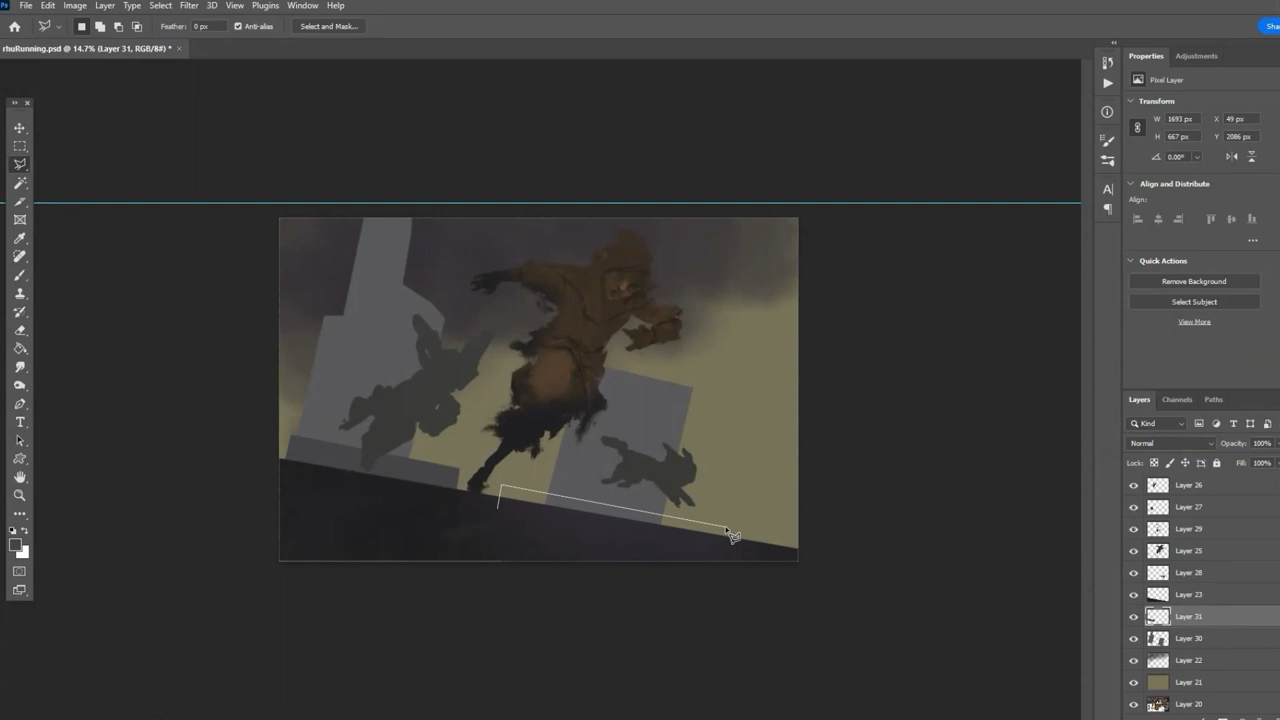 Ps File Edit Image Layer Type Select Filter 3D View Plugins Window Help
Feather: 0 px Anti-alias Select and Mask... Sha
rhuRunning.psd @ 14.7% (Layer 31, RGB/8#) * ×
Properties Adjustments
Pixel Layer
Transform
W 1693 px X 49 px
H 667 px Y 2086 px
0.00°
Align and Distribute
Align:
Quick Actions
Remove Background
Select Subject
View More
Layers Channels Paths
Kind
Normal Opacity: 100%
Lock: Fill: 100%
Layer 26
Layer 27
Layer 29
Layer 25
Layer 28
Layer 23
Layer 31
Layer 30
Layer 22
Layer 21
Layer 20